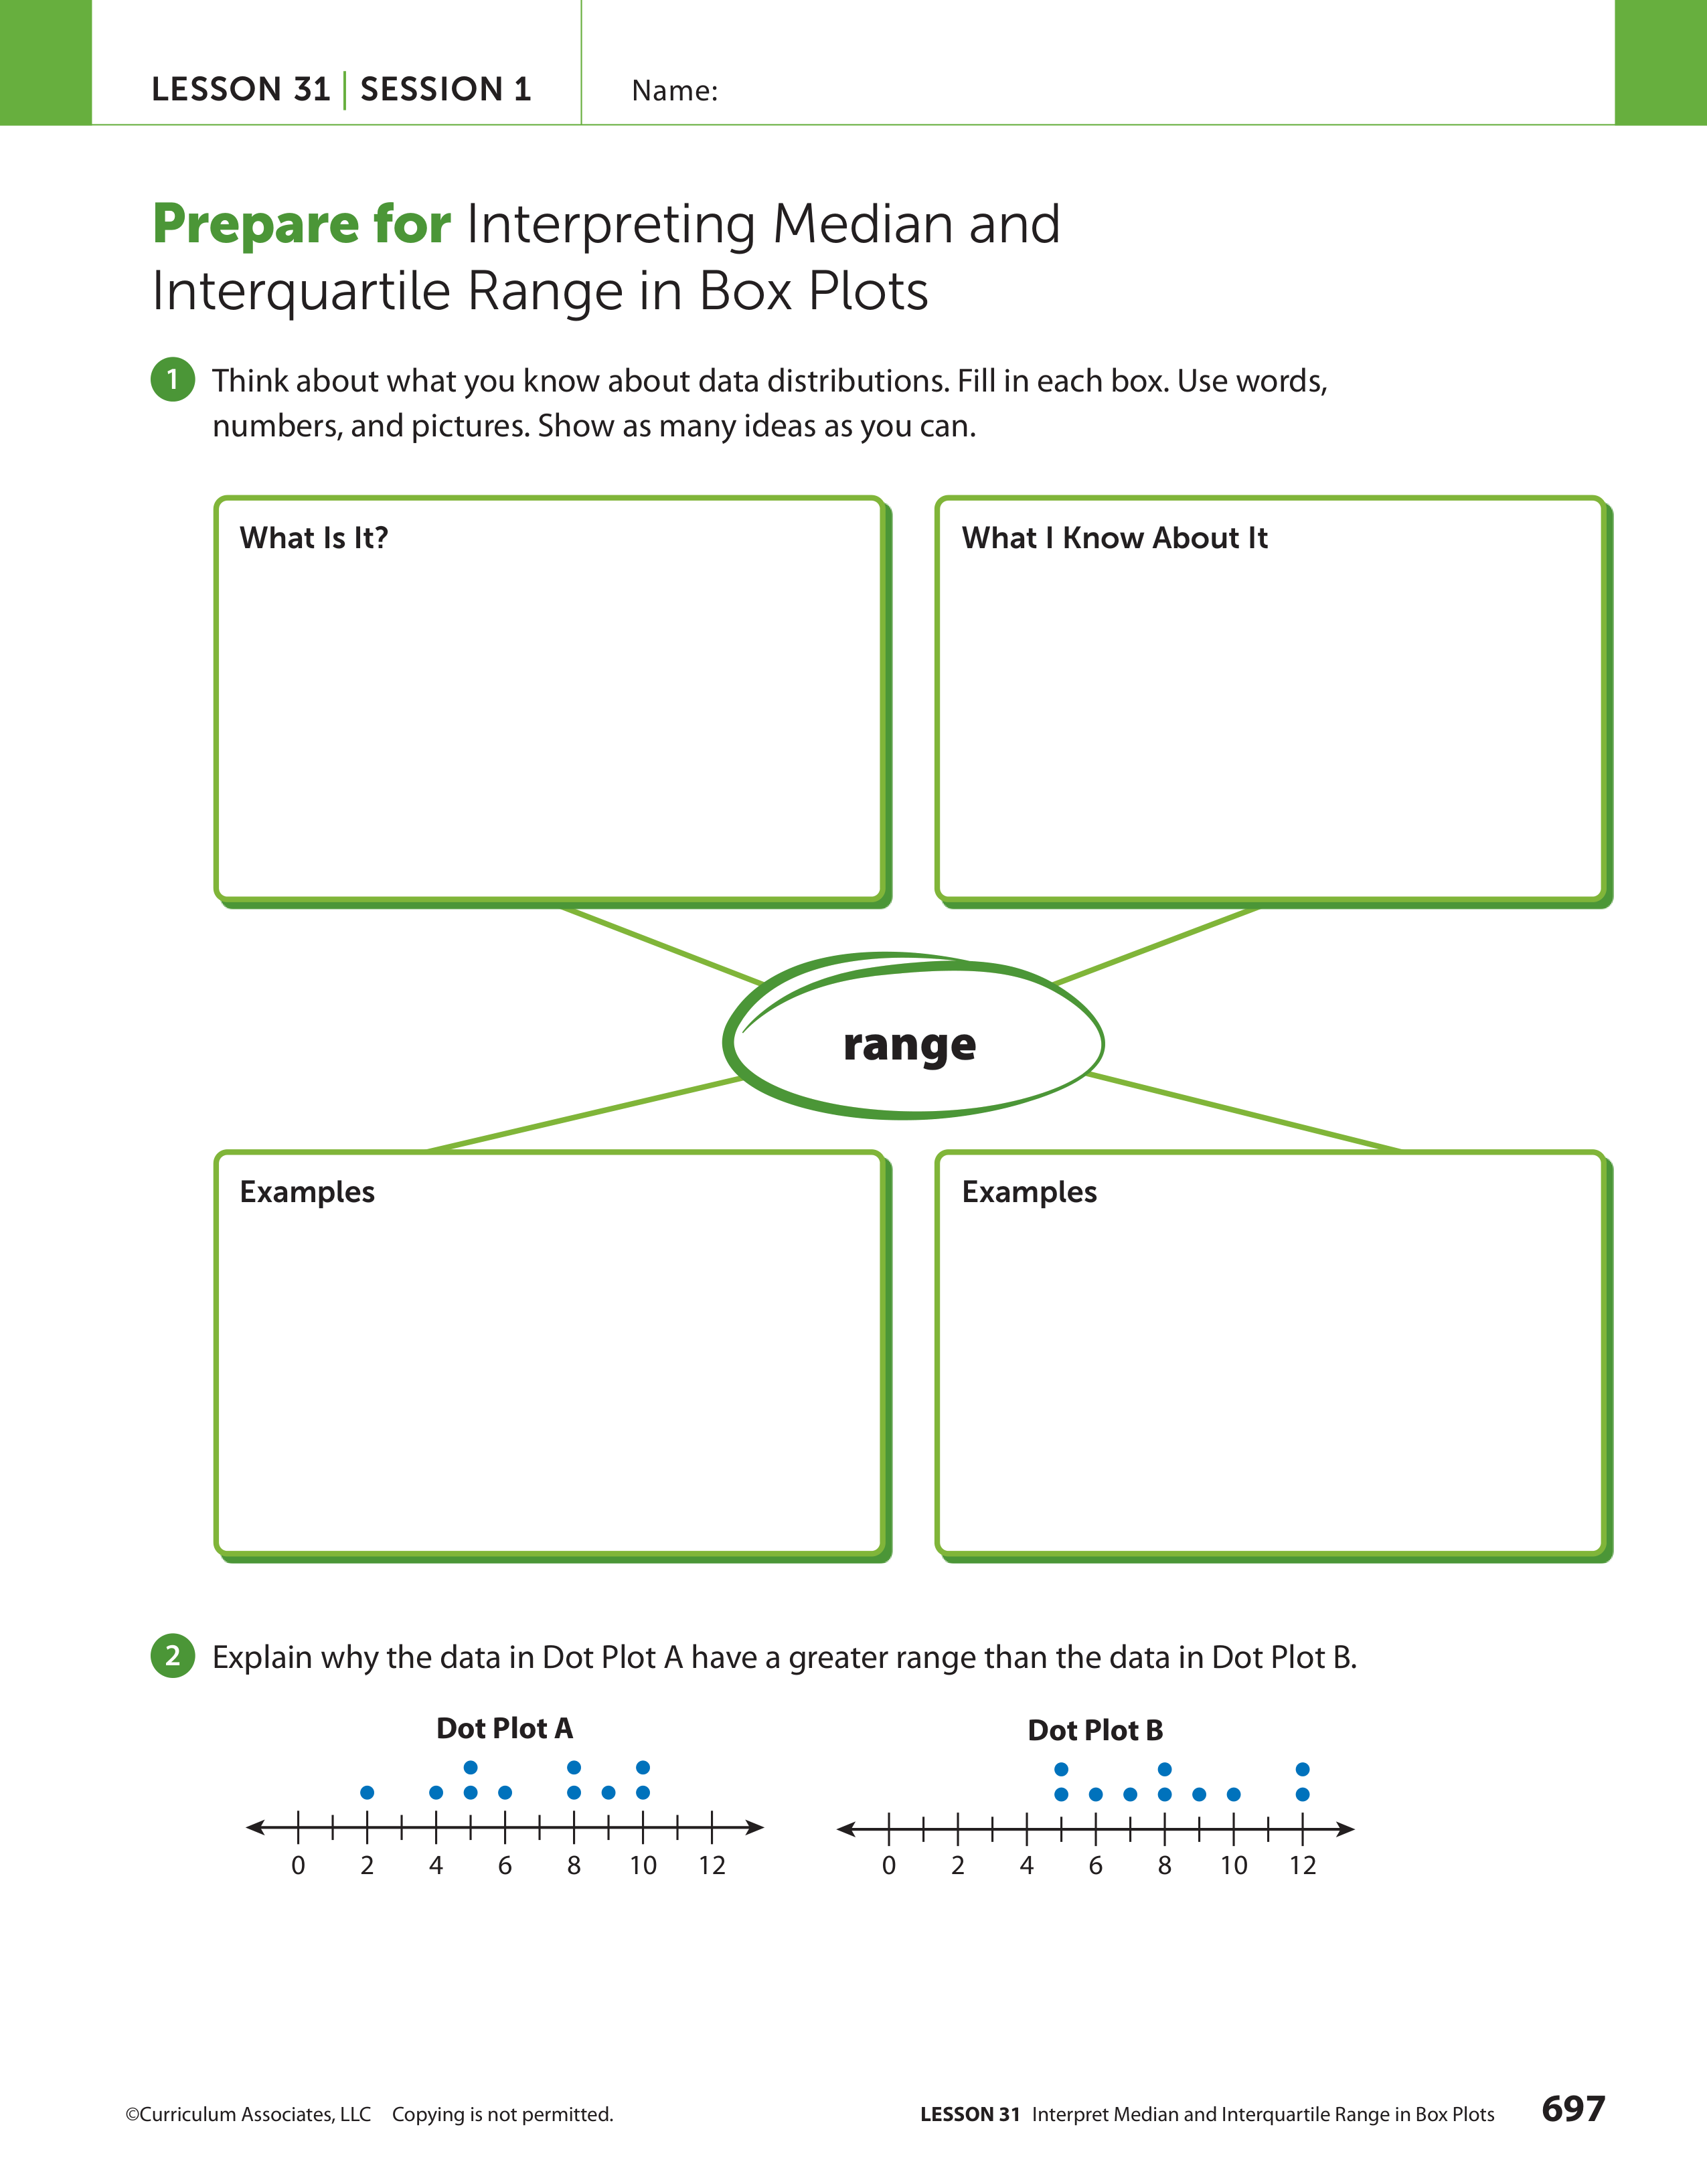 LESSON 31 | SESSION 1
Name:
Prepare for Interpreting Median and
Interquartile Range in Box Plots
1 Think about what you know about data distributions. Fill in each box. Use words,
numbers, and pictures. Show as many ideas as you can.
What Is It?
What I Know About It
range
Examples
Examples
2 Explain why the data in Dot Plot A have a greater range than the data in Dot Plot B.
Dot Plot A
0 2 4 6 8 10 12
Dot Plot B
0 2 4 6 8 10 12
©Curriculum Associates, LLC Copying is not permitted.
LESSON 31 Interpret Median and Interquartile Range in Box Plots 697